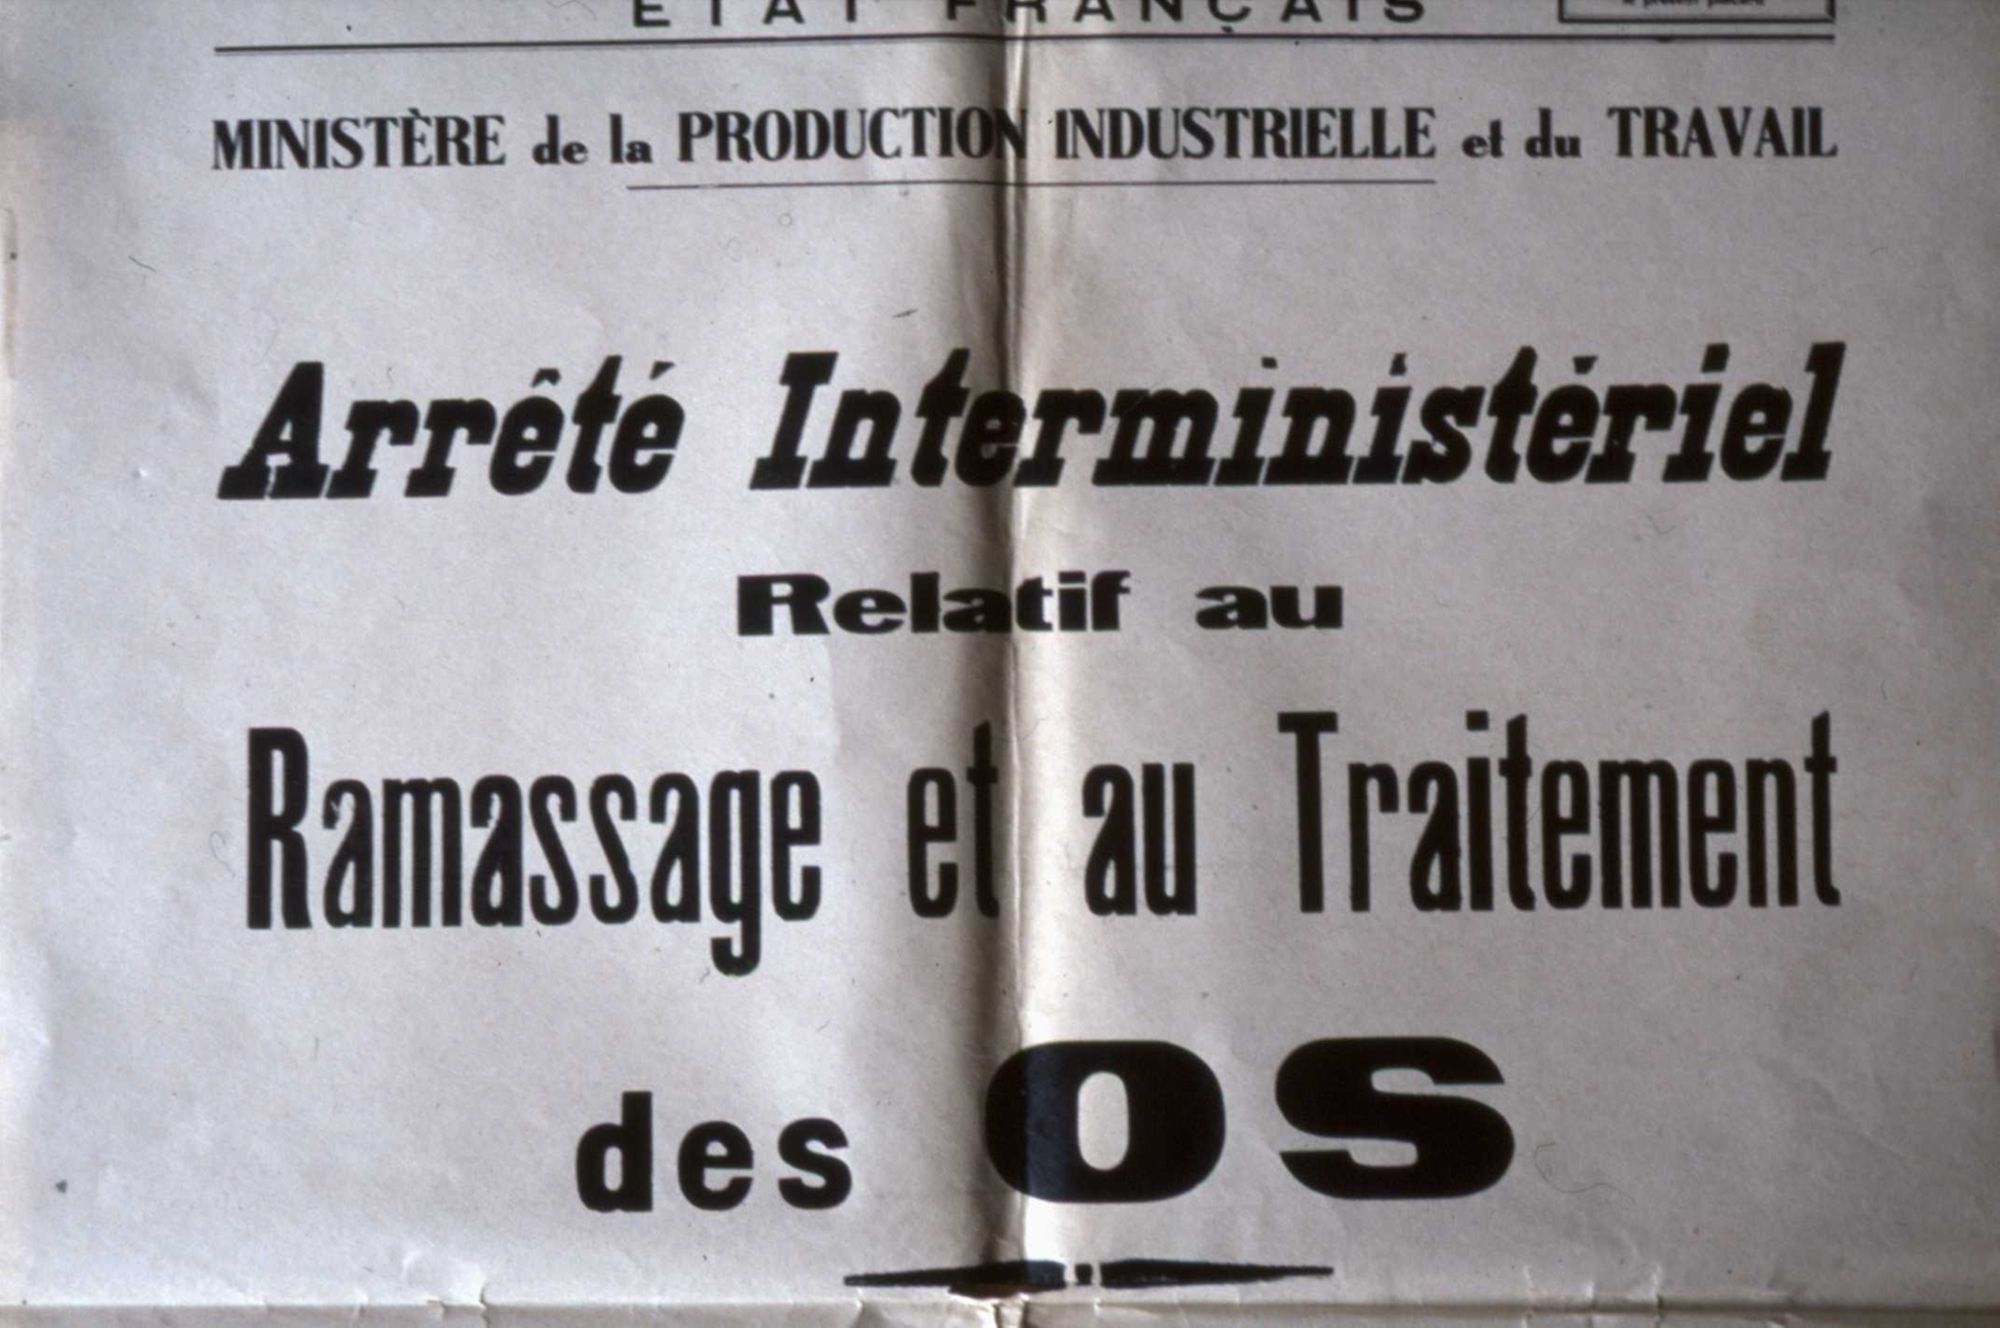 ETAT FRANÇAIS
MINISTÈRE de la PRODUCTION INDUSTRIELLE et du TRAVAIL
Arrêté Interministériel
Relatif au
Ramassage et au Traitement
des OS